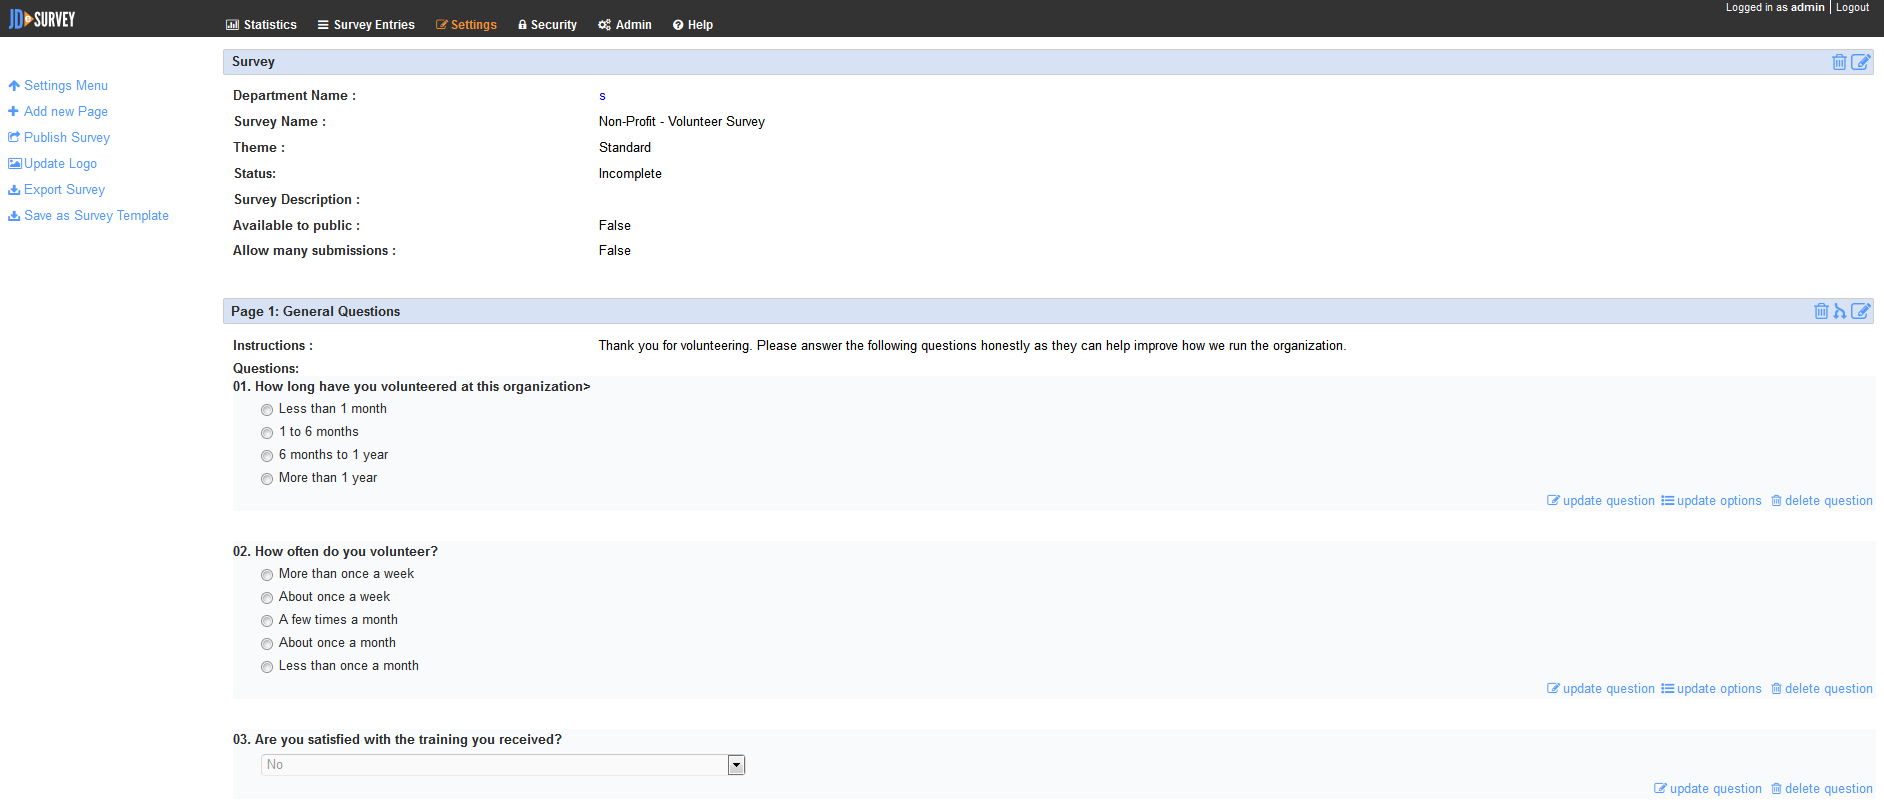 JD SURVEY
Statistics Survey Entries Settings Security Admin Help
Logged in as admin | Logout
Settings Menu
Add new Page
Publish Survey
Update Logo
Export Survey
Save as Survey Template
Survey
Department Name : s
Survey Name : Non-Profit - Volunteer Survey
Theme : Standard
Status: Incomplete
Survey Description :
Available to public : False
Allow many submissions : False
Page 1: General Questions
Instructions : Thank you for volunteering. Please answer the following questions honestly as they can help improve how we run the organization.
Questions:
01. How long have you volunteered at this organization>
Less than 1 month
1 to 6 months
6 months to 1 year
More than 1 year
update question update options delete question
02. How often do you volunteer?
More than once a week
About once a week
A few times a month
About once a month
Less than once a month
update question update options delete question
03. Are you satisfied with the training you received?
No
update question delete question